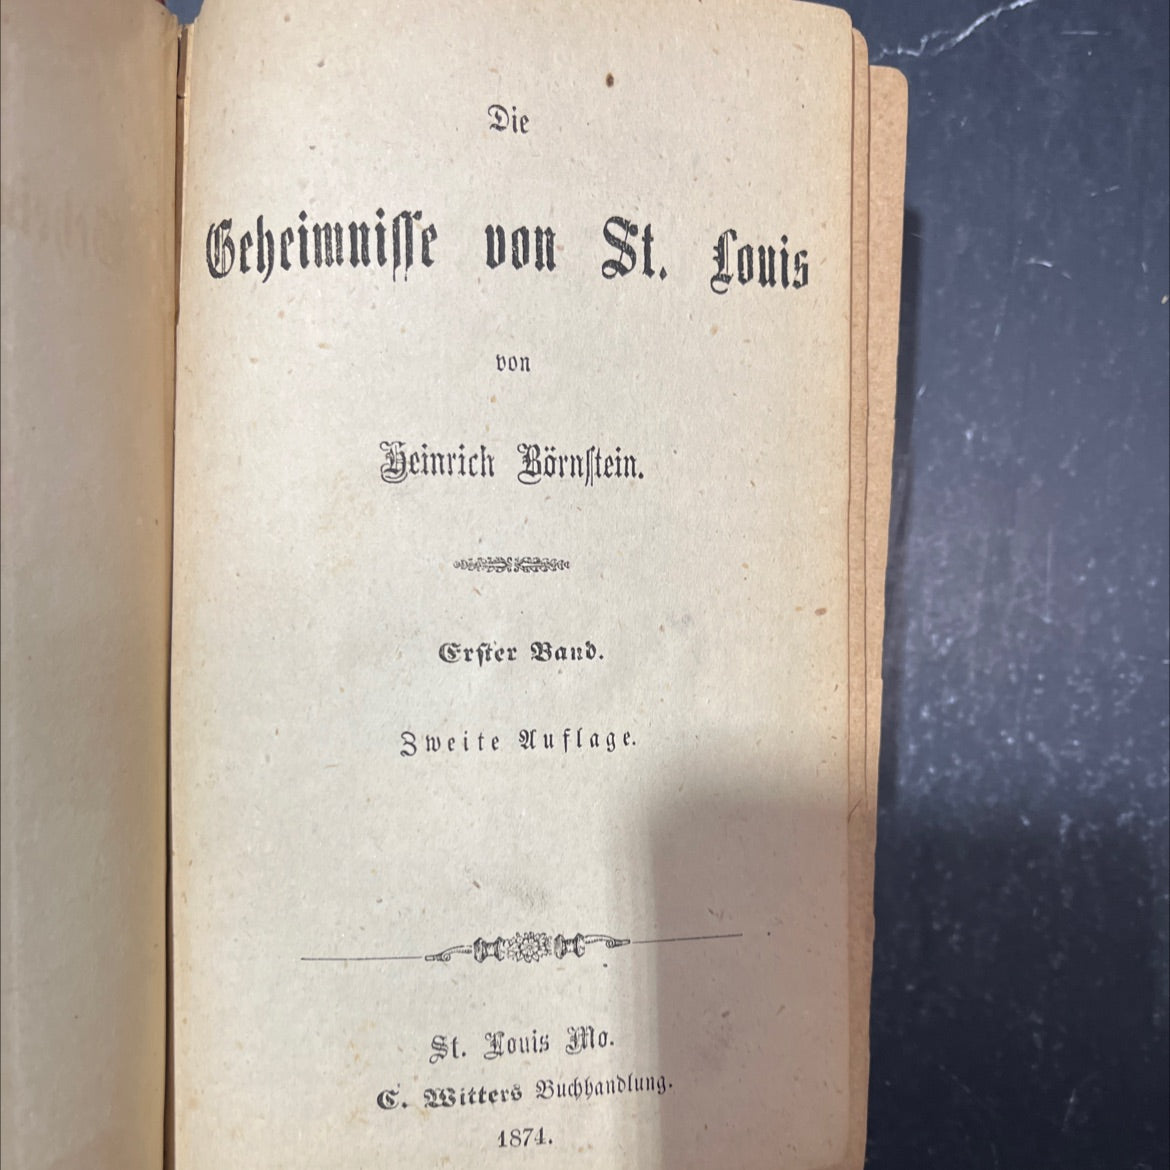 Die
Geheimnisse von St. Louis
von
Heinrich Börnstein.
Erster Band.
Zweite Auflage.
St. Louis Mo.
C. Witters Buchhandlung.
1874.